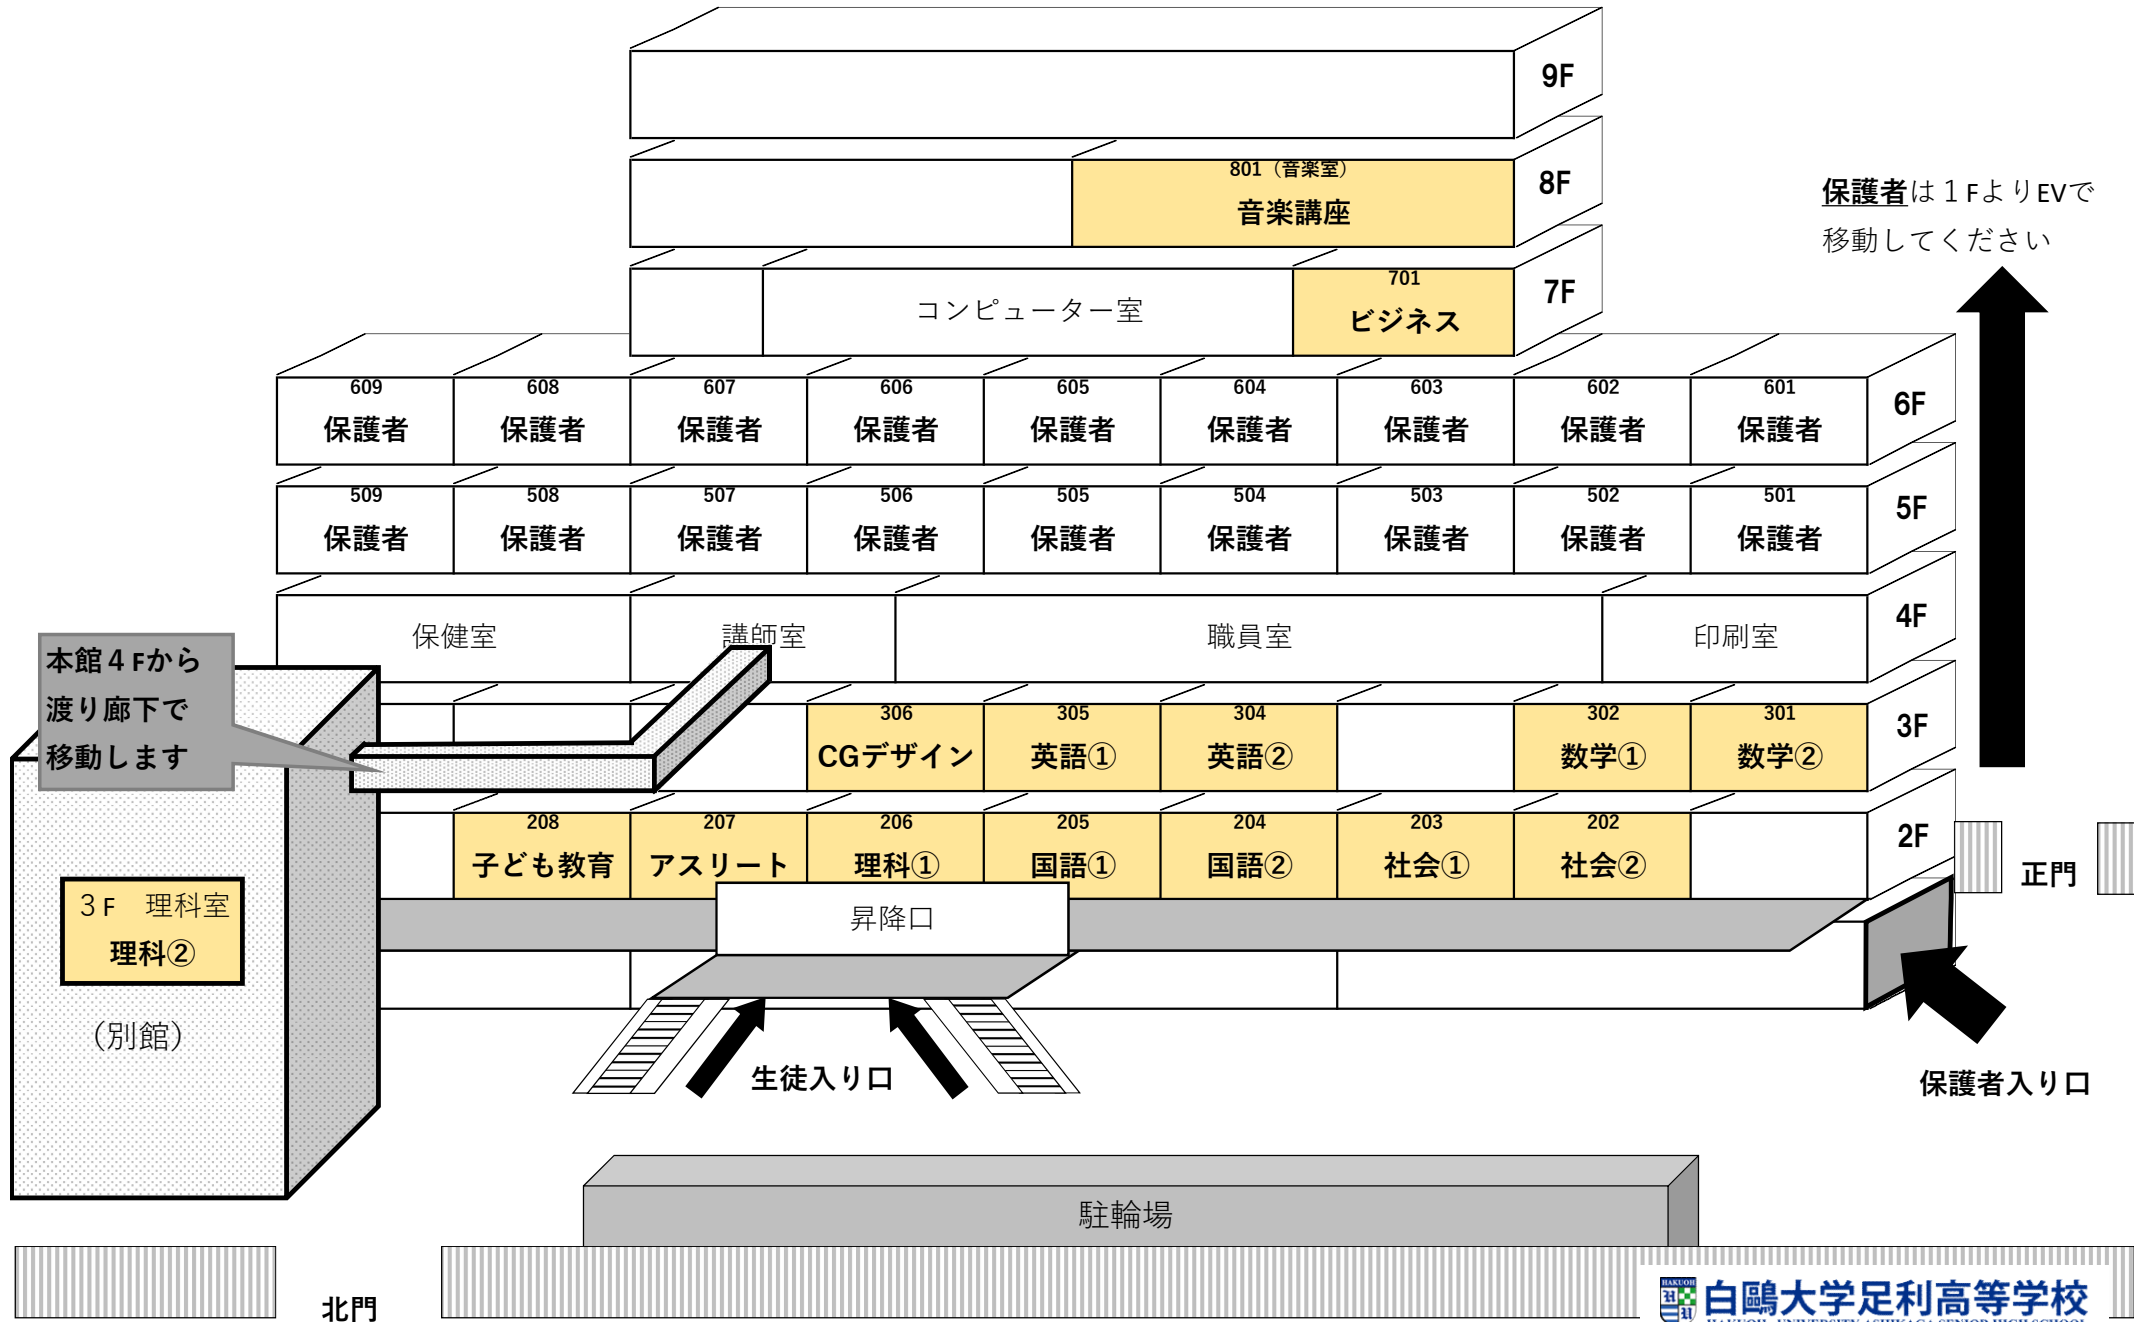 9F
801（音楽室）
音楽講座
8F
保護者は１FよりEVで
移動してください
コンピューター室
701
ビジネス
7F
609
保護者
608
保護者
607
保護者
606
保護者
605
保護者
604
保護者
603
保護者
602
保護者
601
保護者
6F
509
保護者
508
保護者
507
保護者
506
保護者
505
保護者
504
保護者
503
保護者
502
保護者
501
保護者
5F
保健室
講師室
職員室
印刷室
4F
本館４Fから
渡り廊下で
移動します
306
CGデザイン
305
英語①
304
英語②
302
数学①
301
数学②
3F
208
子ども教育
207
アスリート
206
理科①
205
国語①
204
国語②
203
社会①
202
社会②
2F
正門
３F　理科室
理科②
（別館）
昇降口
生徒入り口
保護者入り口
駐輪場
北門
HAKUOH
白鷗大学足利高等学校
HAKUOH UNIVERSITY ASHIKAGA SENIOR HIGH SCHOOL